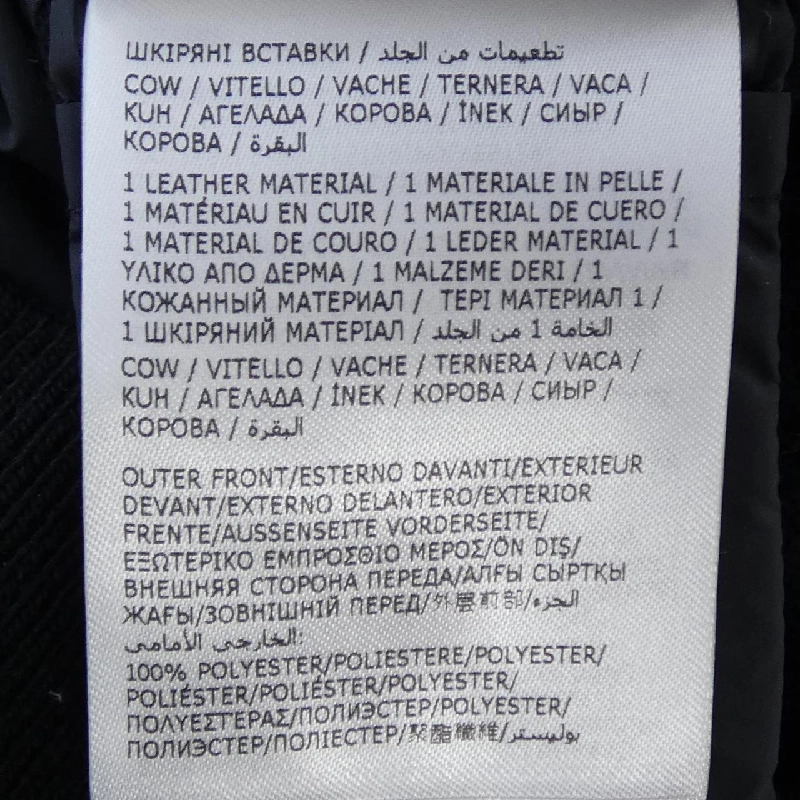 ШКІРЯНІ ВСТАВКИ / تطعيمات من الجلد
COW / VITELLO / VACHE / TERNERA / VACA /
KUH / ΑΓΕΛΑΔΑ / КОРОВА / İNEK / СИЫР /
КОРОВА / البقرة
1 LEATHER MATERIAL / 1 MATERIALE IN PELLE /
1 MATÉRIAU EN CUIR / 1 MATERIAL DE CUERO /
1 MATERIAL DE COURO / 1 LEDER MATERIAL / 1
ΥΛΙΚΟ ΑΠΟ ΔΕΡΜΑ / 1 MALZEME DERI / 1
КОЖАННЫЙ МАТЕРИАЛ / ТЕРІ МАТЕРИАЛ 1 /
1 ШКІРЯНИЙ МАТЕРІАЛ / الخامة 1 من الجلد
COW / VITELLO / VACHE / TERNERA / VACA /
KUH / ΑΓΕΛΑΔΑ / İNEK / КОРОВА / СИЫР /
КОРОВА / البقرة
OUTER FRONT/ESTERNO DAVANTI/EXTERIEUR
DEVANT/EXTERNO DELANTERO/EXTERIOR
FRENTE/AUSSENSEITE VORDERSEITE/
ΕΞΩΤΕΡΙΚΟ ΕΜΠΡΟΣΘΙΟ ΜΕΡΟΣ/ÖN DIŞ/
ВНЕШНЯЯ СТОРОНА ПЕРЕДА/АЛҒЫ СЫРТҚЫ
ЖАҒЫ/ЗОВНІШНІЙ ПЕРЕД/外層前部/الجزء
الخارجي الأمامي:
100% POLYESTER/POLIESTERE/POLYESTER/
POLIÉSTER/POLIÉSTER/POLYESTER/
ΠΟΛΥΕΣΤΕΡΑΣ/ПОЛИЭСТЕР/POLYESTER/
ПОЛИЭСТЕР/ПОЛІЕСТЕР/聚酯纖維/بوليستر